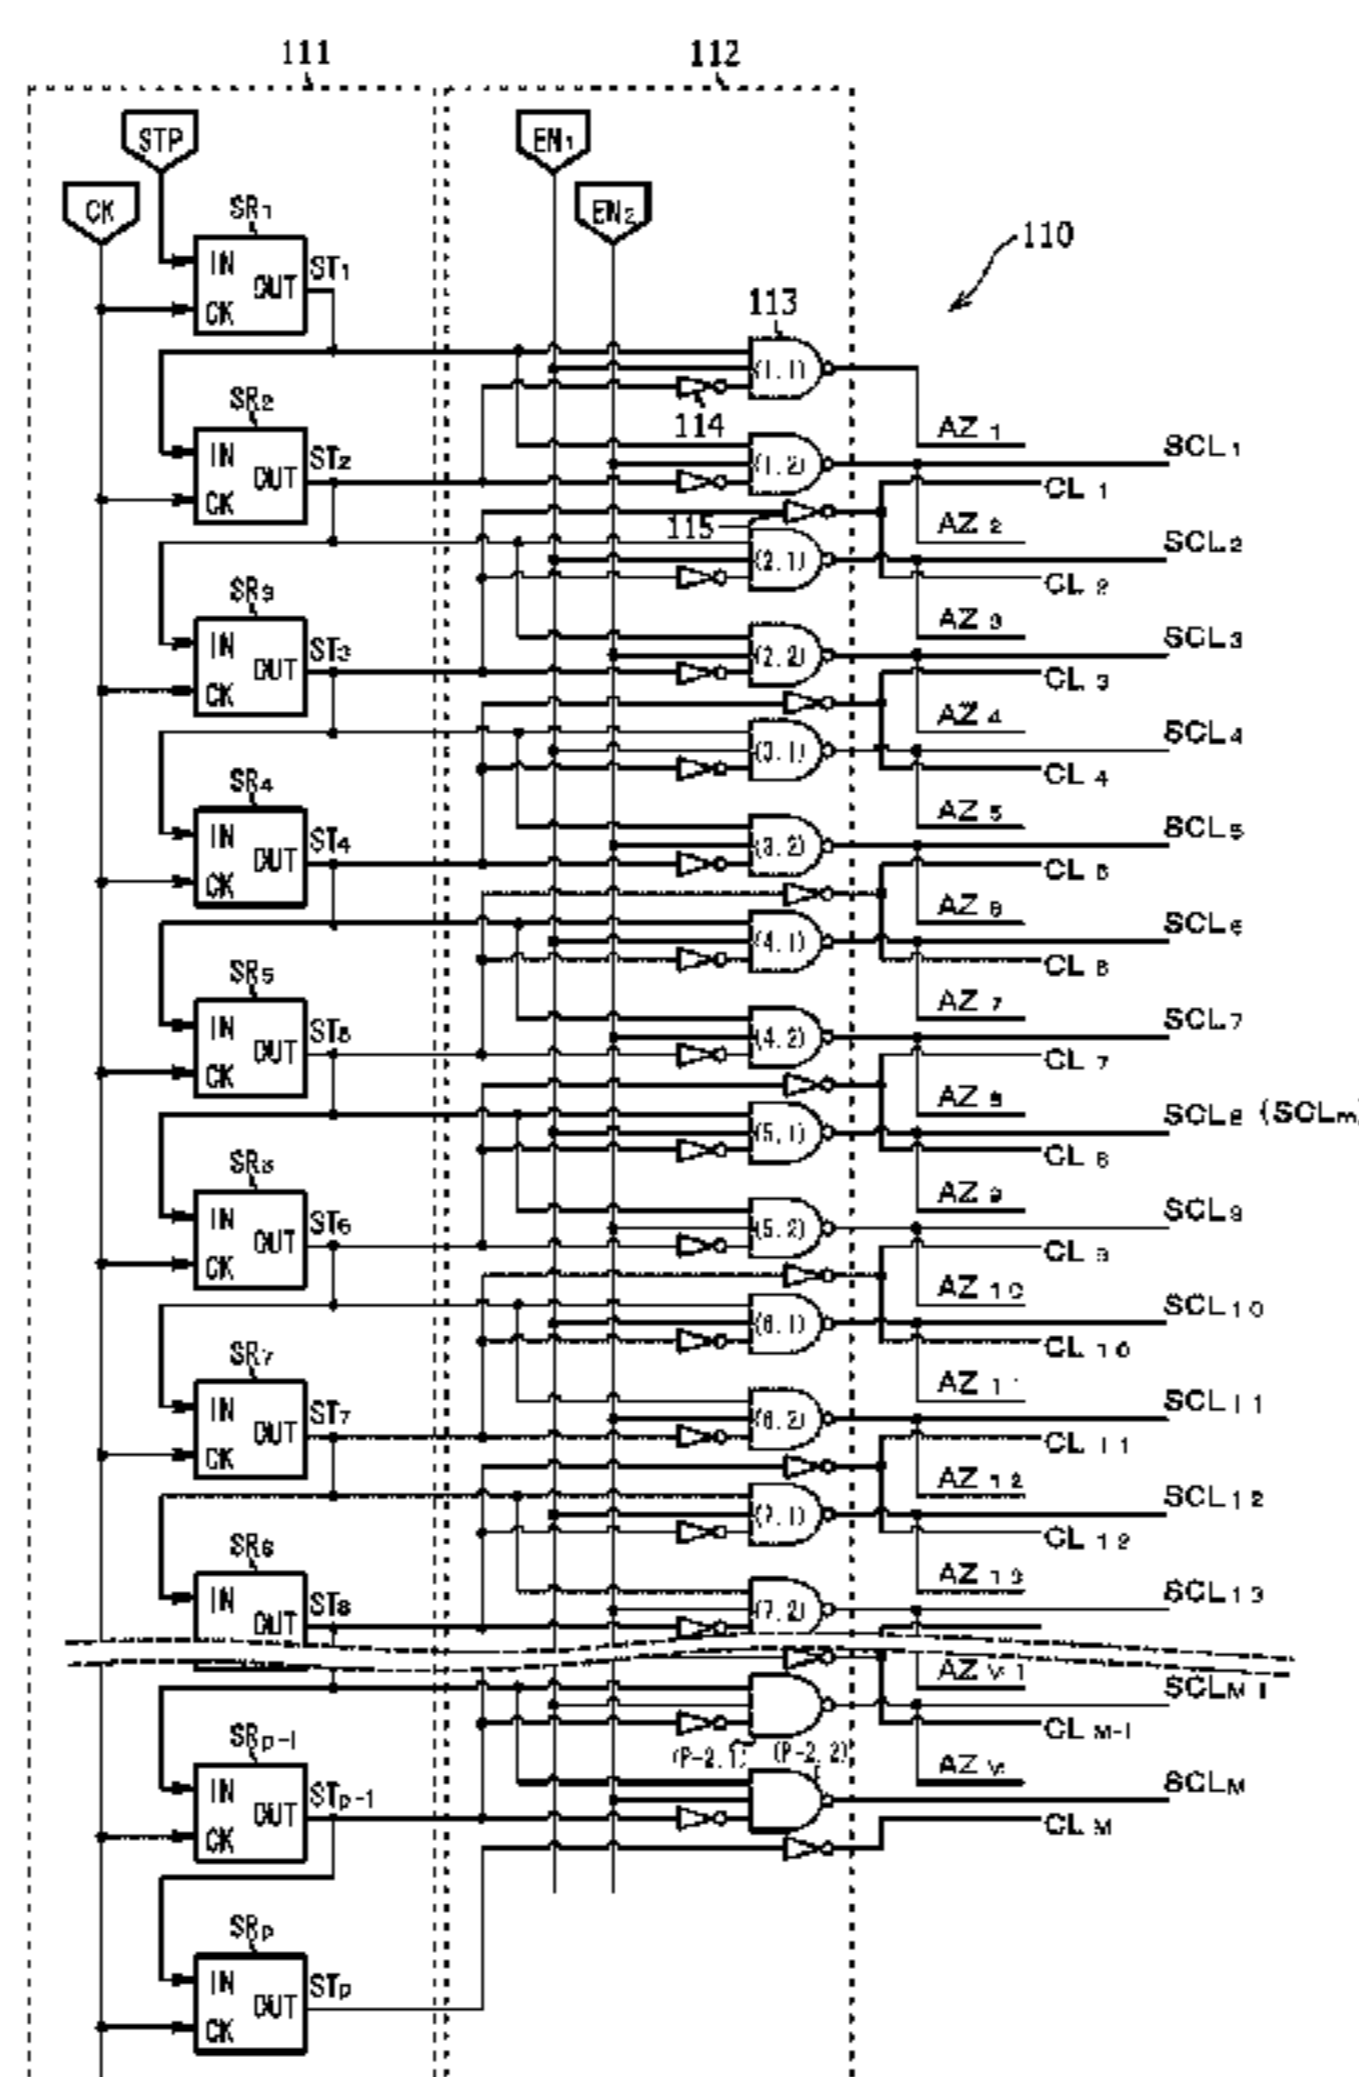 111
112
STP
EN1
CK
EN2
SR1
110
IN
OUT
ST1
CK
113
(1,1)
SR2
114
AZ 1
SCL1
IN
OUT
ST2
(1,2)
CL 1
CK
115
AZ 2
SCL2
(2,1)
SR3
CL 2
IN
AZ 3
SCL3
OUT
ST3
(2,2)
CL 3
CK
AZ 4
SCL4
(3,1)
SR4
CL 4
IN
AZ 5
SCL5
OUT
ST4
(3,2)
CL 5
CK
AZ 6
SCL6
(4,1)
SR5
CL 6
IN
AZ 7
SCL7
OUT
ST5
(4,2)
CL 7
CK
AZ 8
SCL8 (SCLm)
(5,1)
SR6
CL 8
IN
AZ 9
SCL9
OUT
ST6
(5,2)
CL 9
CK
AZ 10
SCL10
(6,1)
SR7
CL 10
IN
AZ 11
SCL11
OUT
ST7
(6,2)
CL 11
CK
AZ 12
SCL12
(7,1)
SR8
CL 12
IN
AZ 13
SCL13
OUT
ST8
(7,2)
AZ M-1
SCLM-1
SRp-1
CL M-1
(P-2,1)
(P-2,2)
IN
AZ M
SCLM
OUT
STp-1
CL M
CK
SRp
IN
OUT
STp
CK